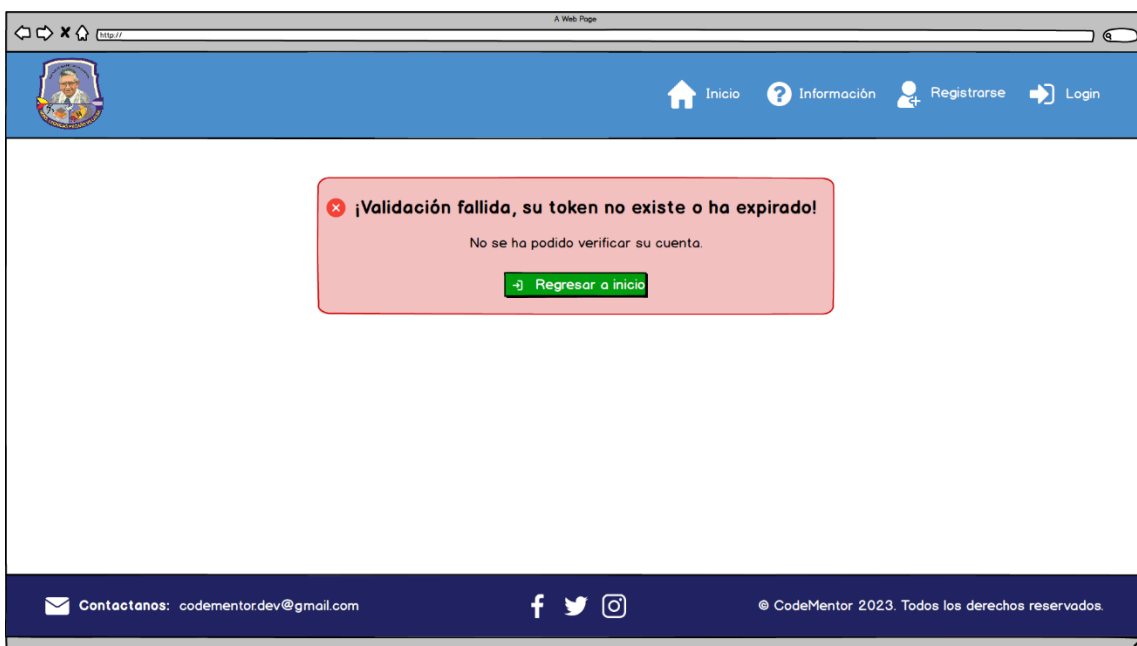 A Web Page
http://
Inicio
Información
Registrarse
Login
¡Validación fallida, su token no existe o ha expirado!
No se ha podido verificar su cuenta.
Regresar a inicio
Contactanos: codementor.dev@gmail.com
© CodeMentor 2023. Todos los derechos reservados.